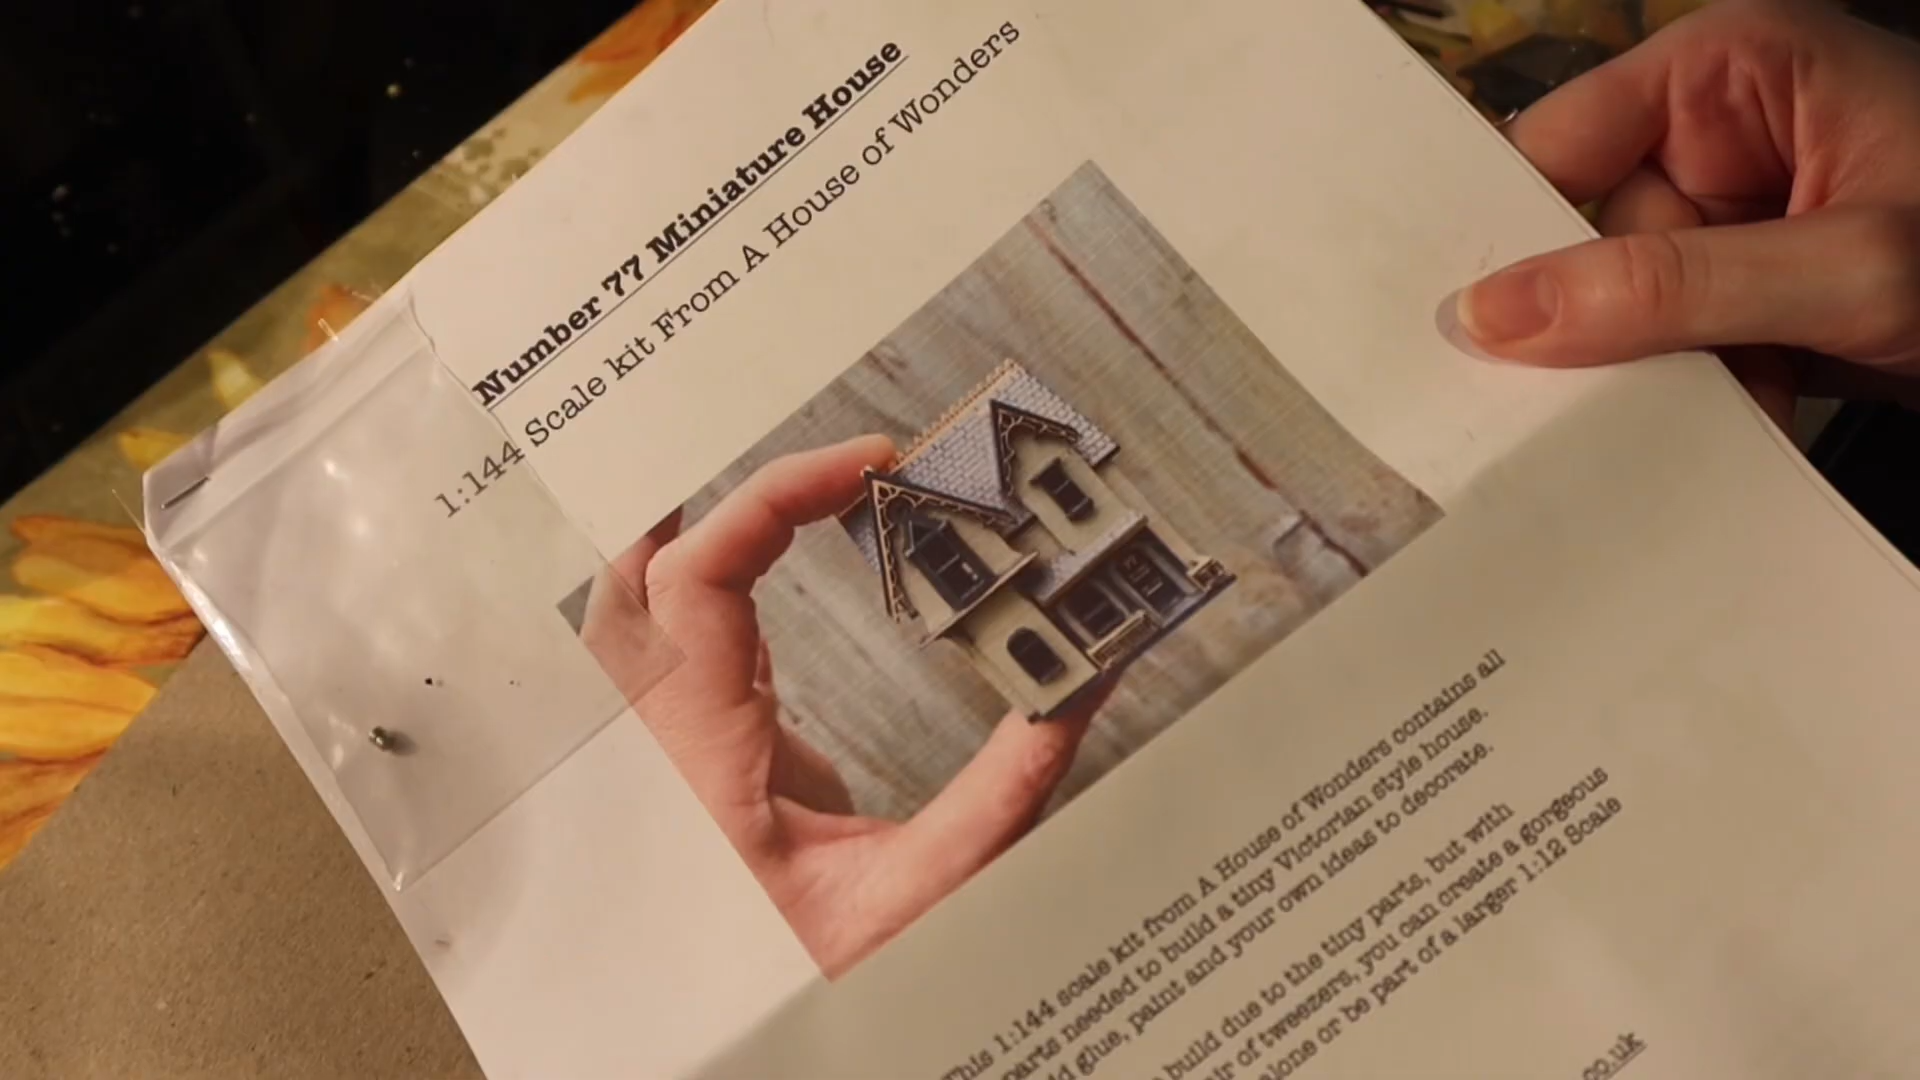 Number 77 Miniature House
1:144 Scale kit From A House of Wonders
This 1:144 scale kit from A House of Wonders contains all
parts needed to build a tiny Victorian style house.
glue, paint and your own ideas to decorate.
build due to the tiny parts, but with
of tweezers, you can create a gorgeous
alone or be part of a larger 1:12 Scale
.co.uk